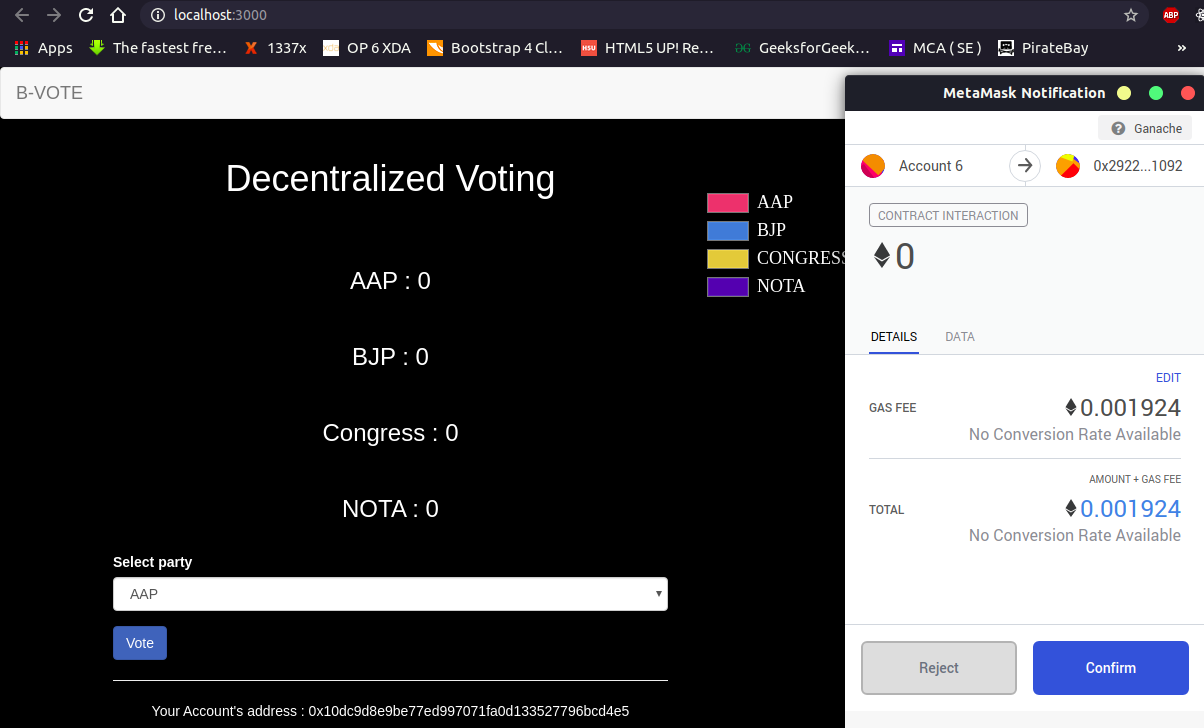 localhost:3000
ABP
Apps
The fastest fre...
1337x
OP 6 XDA
Bootstrap 4 Cl...
HTML5 UP! Re...
GeeksforGeek...
MCA ( SE )
PirateBay
»
B-VOTE
Decentralized Voting
AAP : 0
BJP : 0
Congress : 0
NOTA : 0
Select party
AAP
Vote
Your Account's address : 0x10dc9d8e9be77ed997071fa0d133527796bcd4e5
AAP
BJP
CONGRESS
NOTA
MetaMask Notification
Ganache
Account 6
0x2922...1092
CONTRACT INTERACTION
0
DETAILS
DATA
EDIT
GAS FEE
0.001924
No Conversion Rate Available
AMOUNT + GAS FEE
TOTAL
0.001924
No Conversion Rate Available
Reject
Confirm